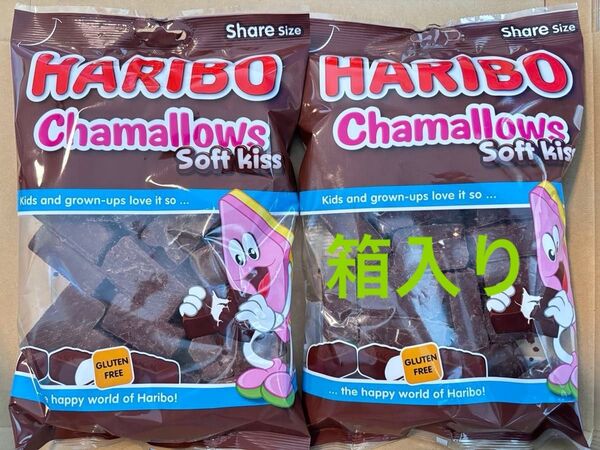 Share Size
HARIBO
Chamallows
Soft kiss
Kids and grown-ups love it so ...
GLUTEN
FREE
... the happy world of Haribo!
Share Size
HARIBO
Chamallows
Soft kiss
Kids and grown-ups love it so ...
箱入り
GLUTEN
FREE
... the happy world of Haribo!